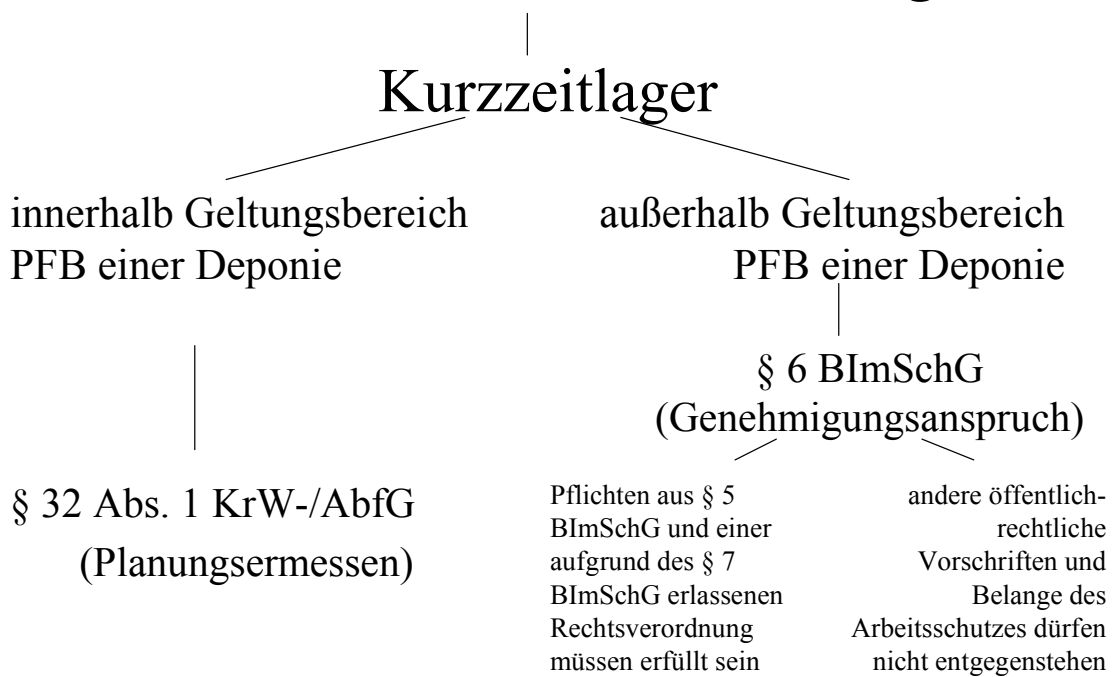 Kurzzeitlager
innerhalb Geltungsbereich
PFB einer Deponie
außerhalb Geltungsbereich
PFB einer Deponie
§ 6 BImSchG
(Genehmigungsanspruch)
§ 32 Abs. 1 KrW-/AbfG
(Planungsermessen)
Pflichten aus § 5
BImSchG und einer
aufgrund des § 7
BImSchG erlassenen
Rechtsverordnung
müssen erfüllt sein
andere öffentlich-
rechtliche
Vorschriften und
Belange des
Arbeitsschutzes dürfen
nicht entgegenstehen